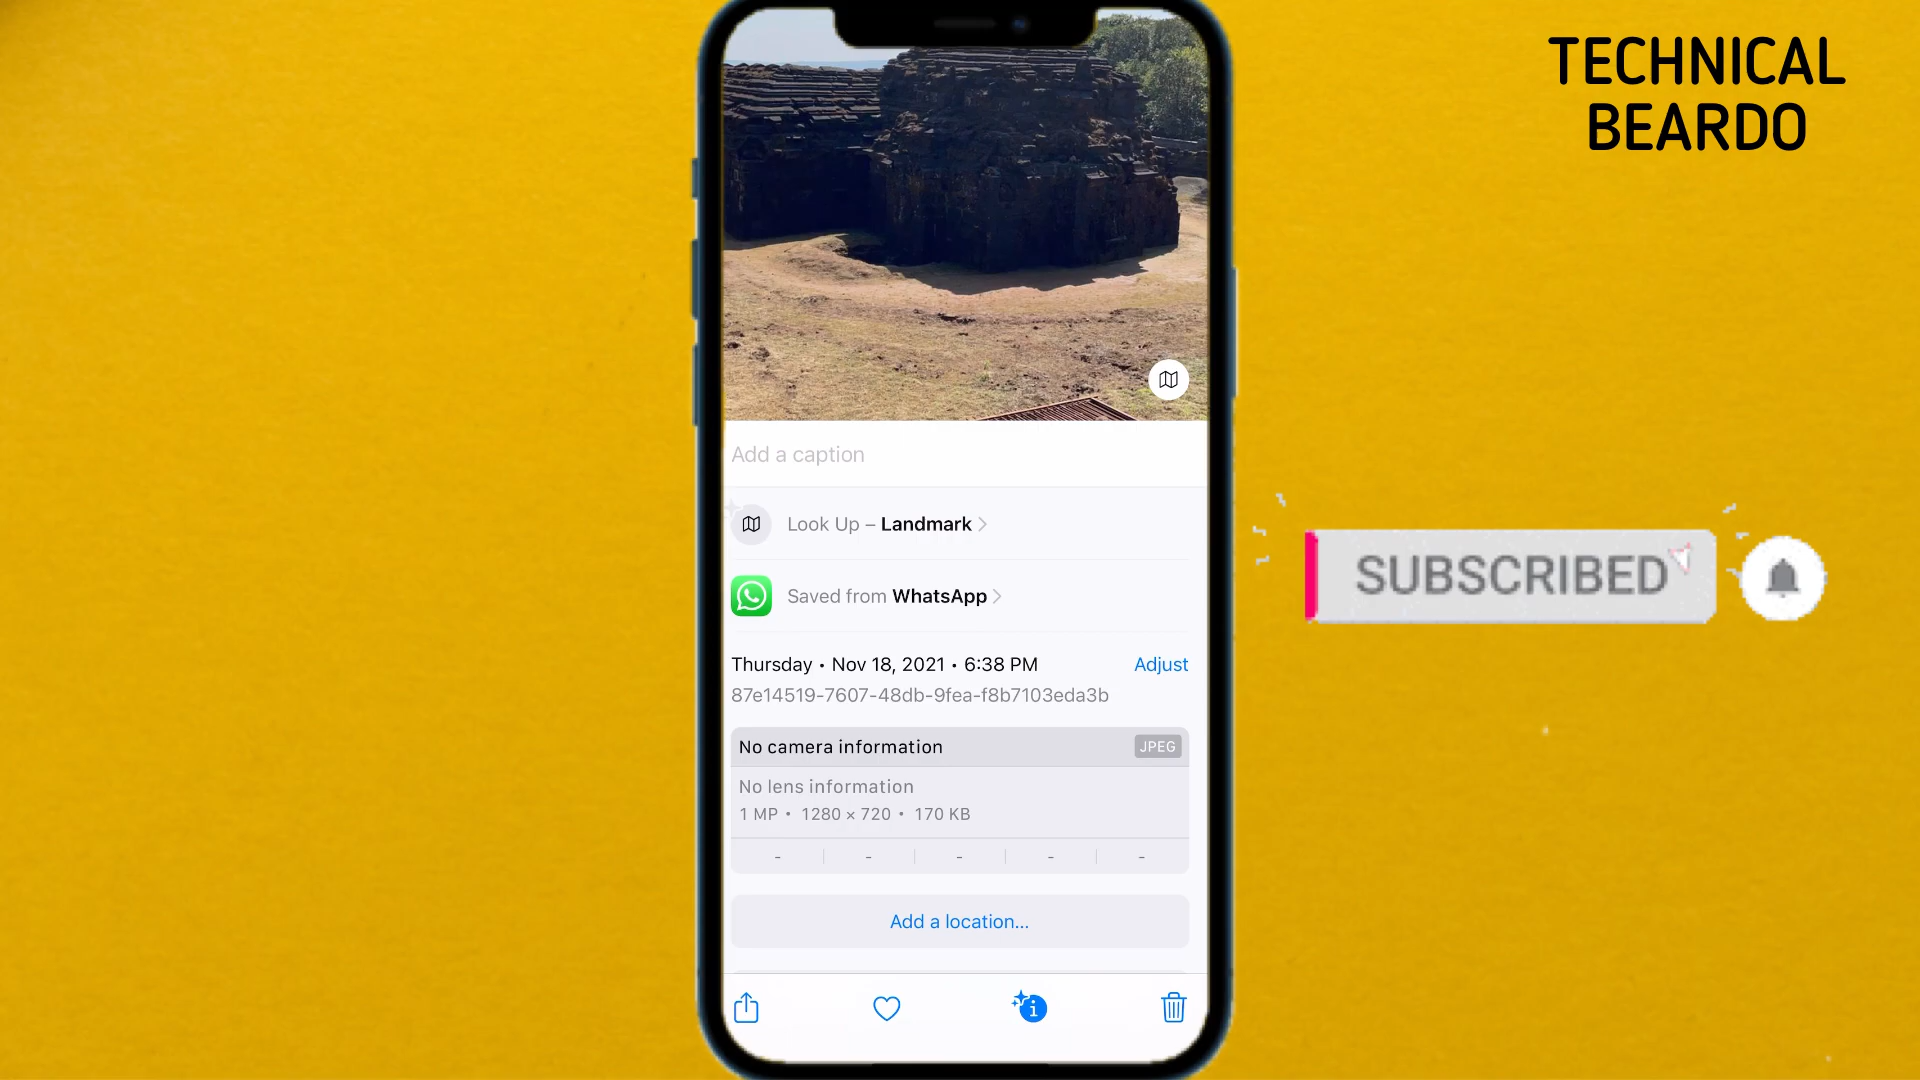 TECHNICAL
BEARDO
Add a caption
Look Up – Landmark
Saved from WhatsApp
Thursday • Nov 18, 2021 • 6:38 PM
Adjust
87e14519-7607-48db-9fea-f8b7103eda3b
No camera information
JPEG
No lens information
1 MP • 1280 × 720 • 170 KB
- - - - -
Add a location...
SUBSCRIBED